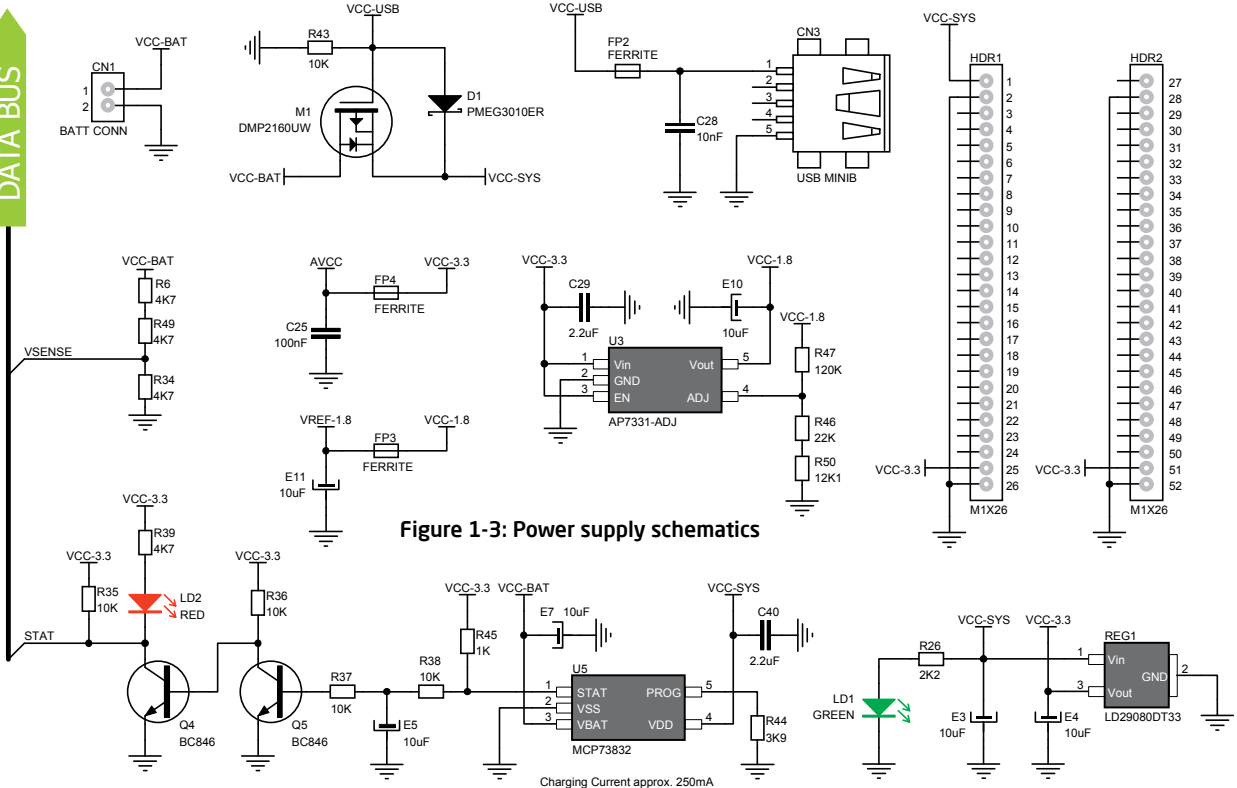 DATA BUS
VCC-BAT
CN1
1
2
BATT CONN
VCC-USB
R43
10K
M1
DMP2160UW
D1
PMEG3010ER
VCC-BAT
VCC-SYS
VCC-USB
FP2
FERRITE
C28
10nF
CN3
1
2
3
4
5
USB MINIB
VCC-SYS
HDR1
1
2
3
4
5
6
7
8
9
10
11
12
13
14
15
16
17
18
19
20
21
22
23
24
25
26
VCC-3.3
M1X26
HDR2
27
28
29
30
31
32
33
34
35
36
37
38
39
40
41
42
43
44
45
46
47
48
49
50
51
52
VCC-3.3
M1X26
VCC-BAT
R6
4K7
R49
4K7
VSENSE
R34
4K7
AVCC
VCC-3.3
FP4
FERRITE
C25
100nF
VREF-1.8
VCC-1.8
FP3
FERRITE
E11
10uF
VCC-3.3
C29
2.2uF
E10
10uF
VCC-1.8
VCC-1.8
U3
1
Vin
2
GND
3
EN
Vout
5
ADJ
4
AP7331-ADJ
R47
120K
R46
22K
R50
12K1
Figure 1-3: Power supply schematics
VCC-3.3
R39
4K7
VCC-3.3
R35
10K
LD2
RED
STAT
Q4
BC846
VCC-3.3
R36
10K
Q5
BC846
R37
10K
R38
10K
E5
10uF
VCC-3.3
R45
1K
VCC-BAT
E7
10uF
U5
1
STAT
2
VSS
3
VBAT
PROG
5
VDD
4
MCP73832
VCC-SYS
C40
2.2uF
R44
3K9
Charging Current approx. 250mA
LD1
GREEN
R26
2K2
VCC-SYS
VCC-3.3
E3
10uF
E4
10uF
REG1
1
Vin
GND
2
3
Vout
LD29080DT33